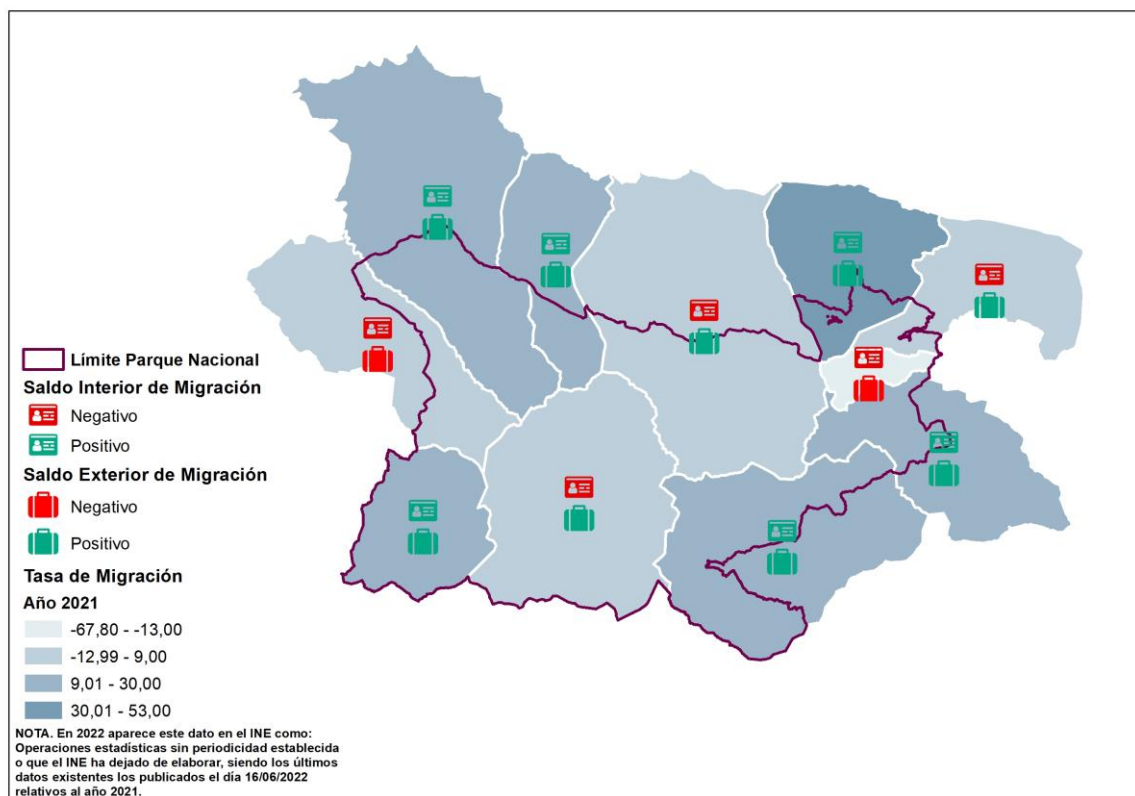 Límite Parque Nacional
Saldo Interior de Migración
Negativo
Positivo
Saldo Exterior de Migración
Negativo
Positivo
Tasa de Migración
Año 2021
-67,80 - -13,00
-12,99 - 9,00
9,01 - 30,00
30,01 - 53,00
NOTA. En 2022 aparece este dato en el INE como:
Operaciones estadísticas sin periodicidad establecida
o que el INE ha dejado de elaborar, siendo los últimos
datos existentes los publicados el día 16/06/2022
relativos al año 2021.